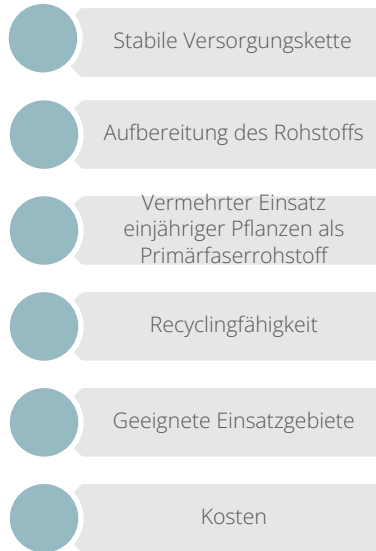 Stabile Versorgungskette
Aufbereitung des Rohstoffs
Vermehrter Einsatz
einjähriger Pflanzen als
Primärfaserrohstoff
Recyclingfähigkeit
Geeignete Einsatzgebiete
Kosten